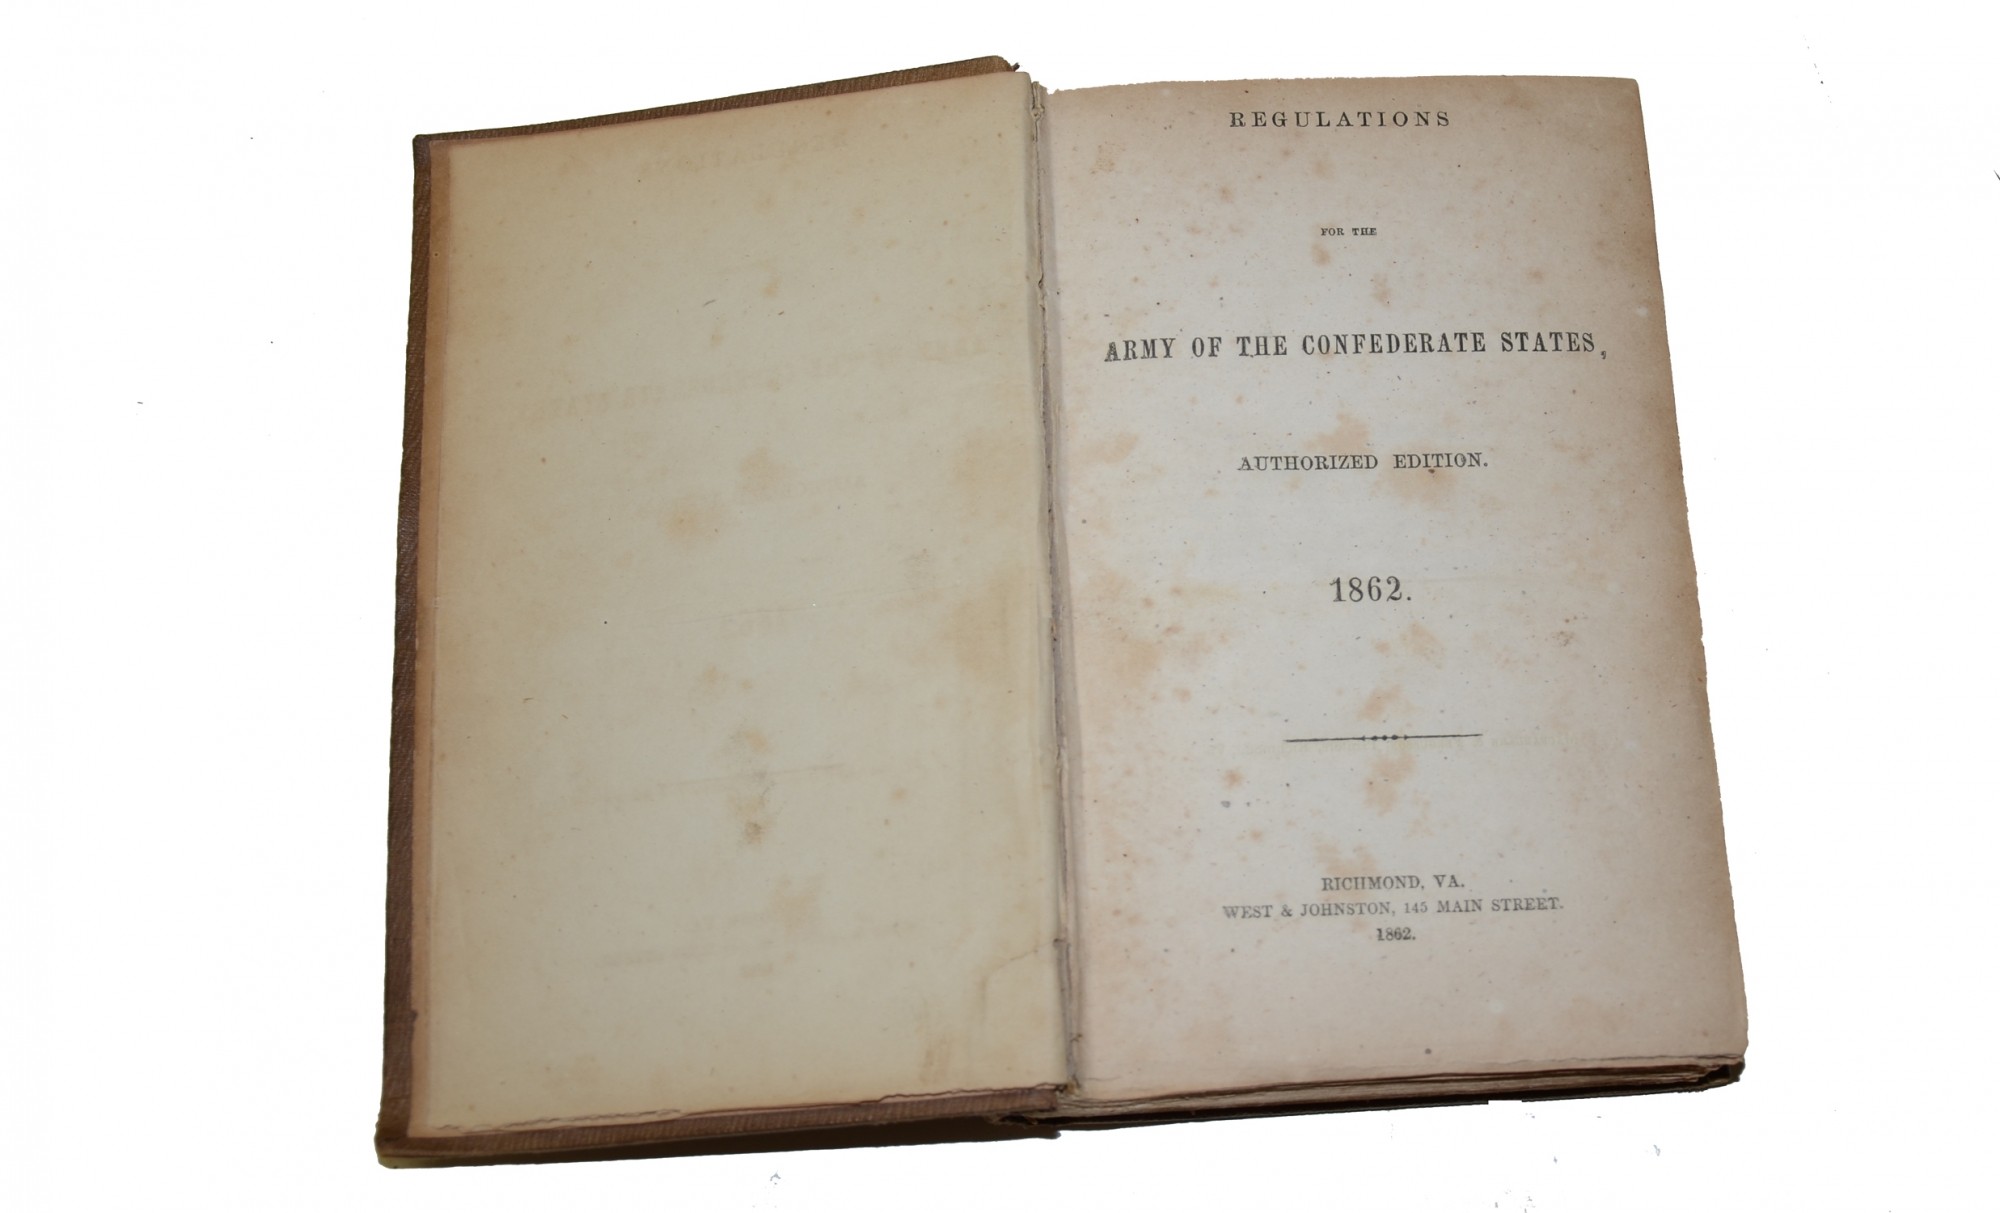 REGULATIONS
FOR THE
ARMY OF THE CONFEDERATE STATES,
AUTHORIZED EDITION.
1862.
RICHMOND, VA.
WEST & JOHNSTON, 145 MAIN STREET.
1862.